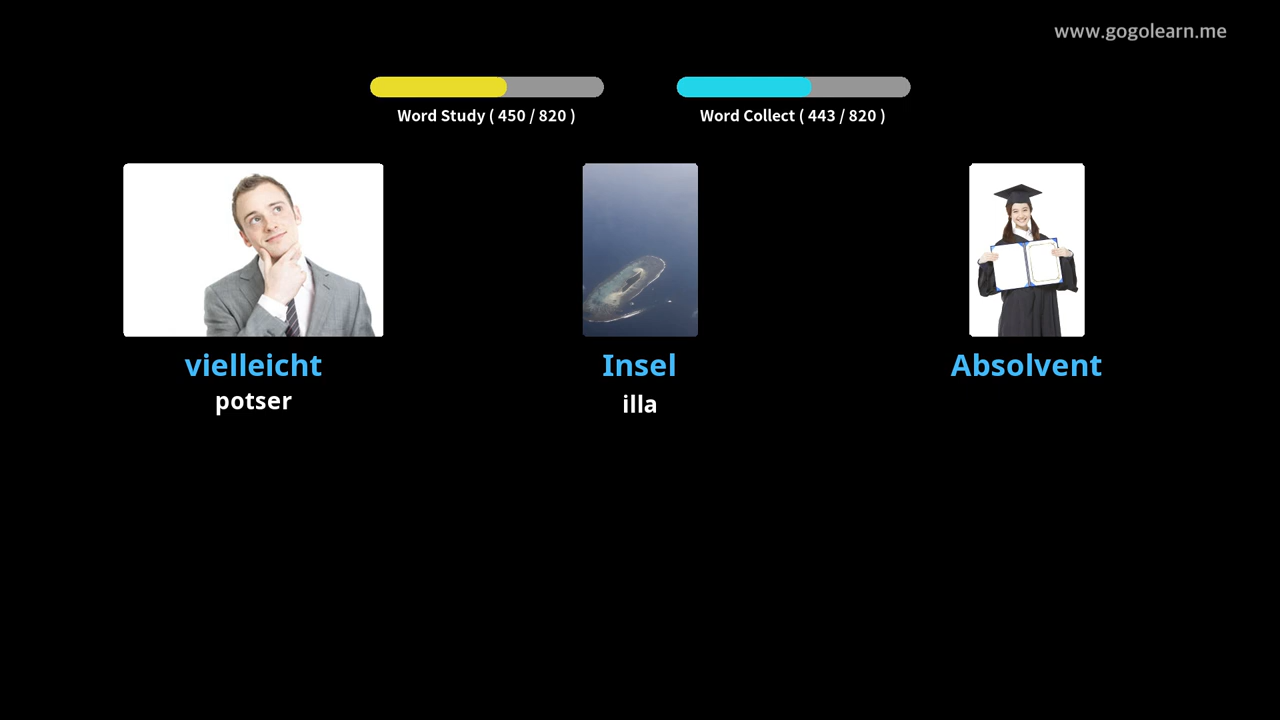 www.gogolearn.me
Word Study ( 450 / 820 )
Word Collect ( 443 / 820 )
vielleicht
potser
Insel
illa
Absolvent